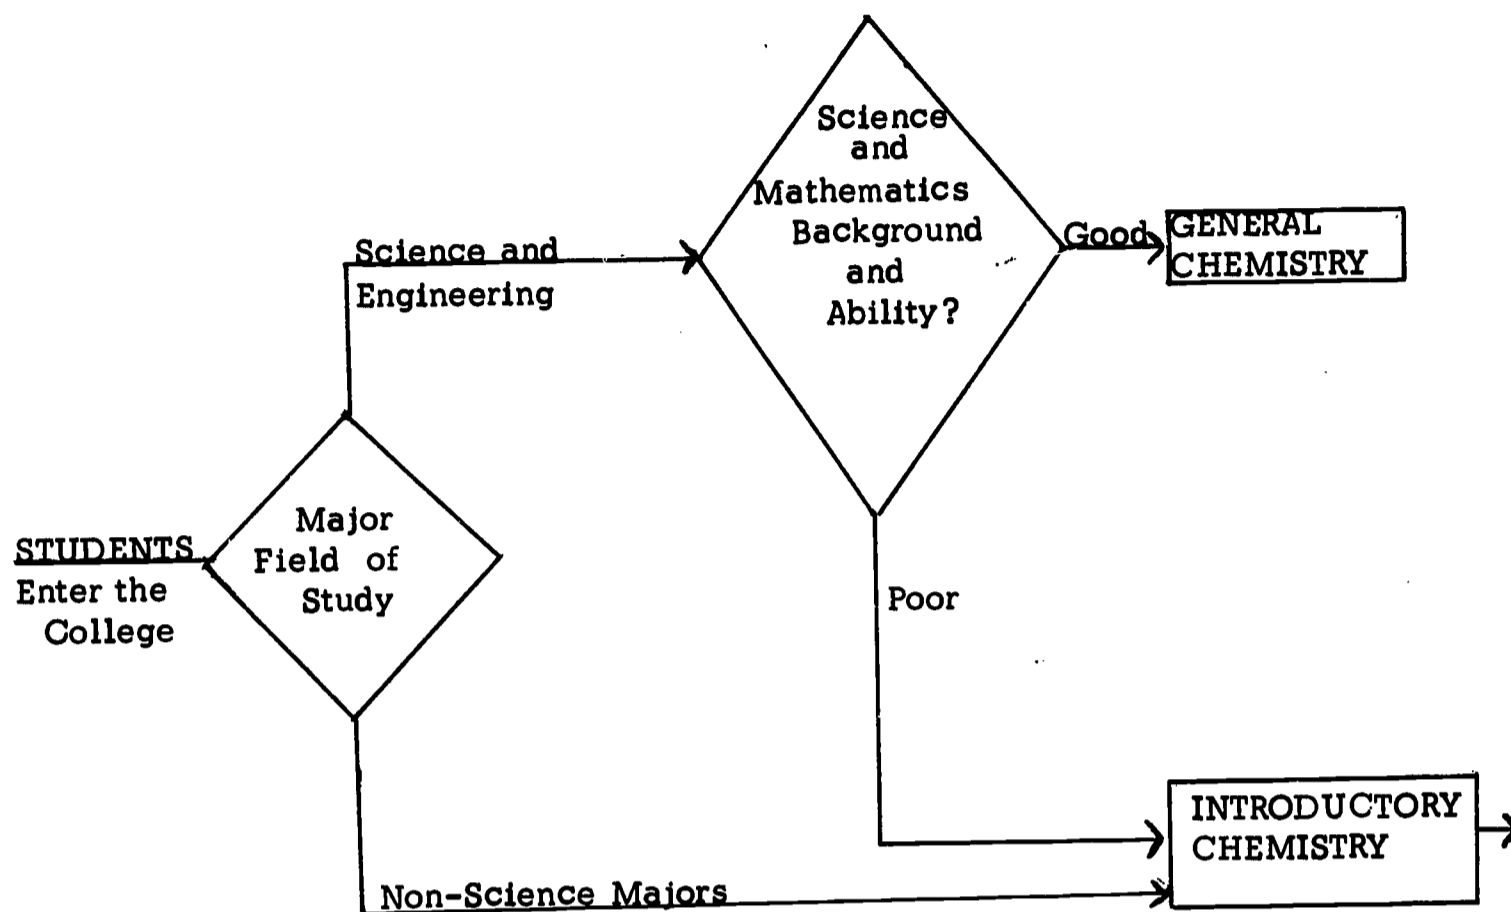 Science
and
Mathematics
Background
and
Ability?
Good
GENERAL
CHEMISTRY
Science and
Engineering
Major
Field of
Study
STUDENTS
Enter the
College
Poor
INTRODUCTORY
CHEMISTRY
Non-Science Majors